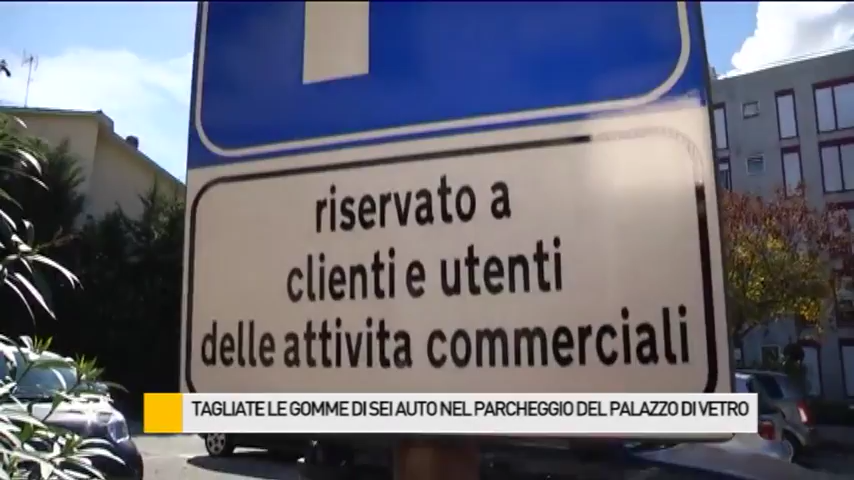 riservato a
clienti e utenti
delle attivita commerciali
TAGLIATE LE GOMME DI SEI AUTO NEL PARCHEGGIO DEL PALAZZO DI VETRO